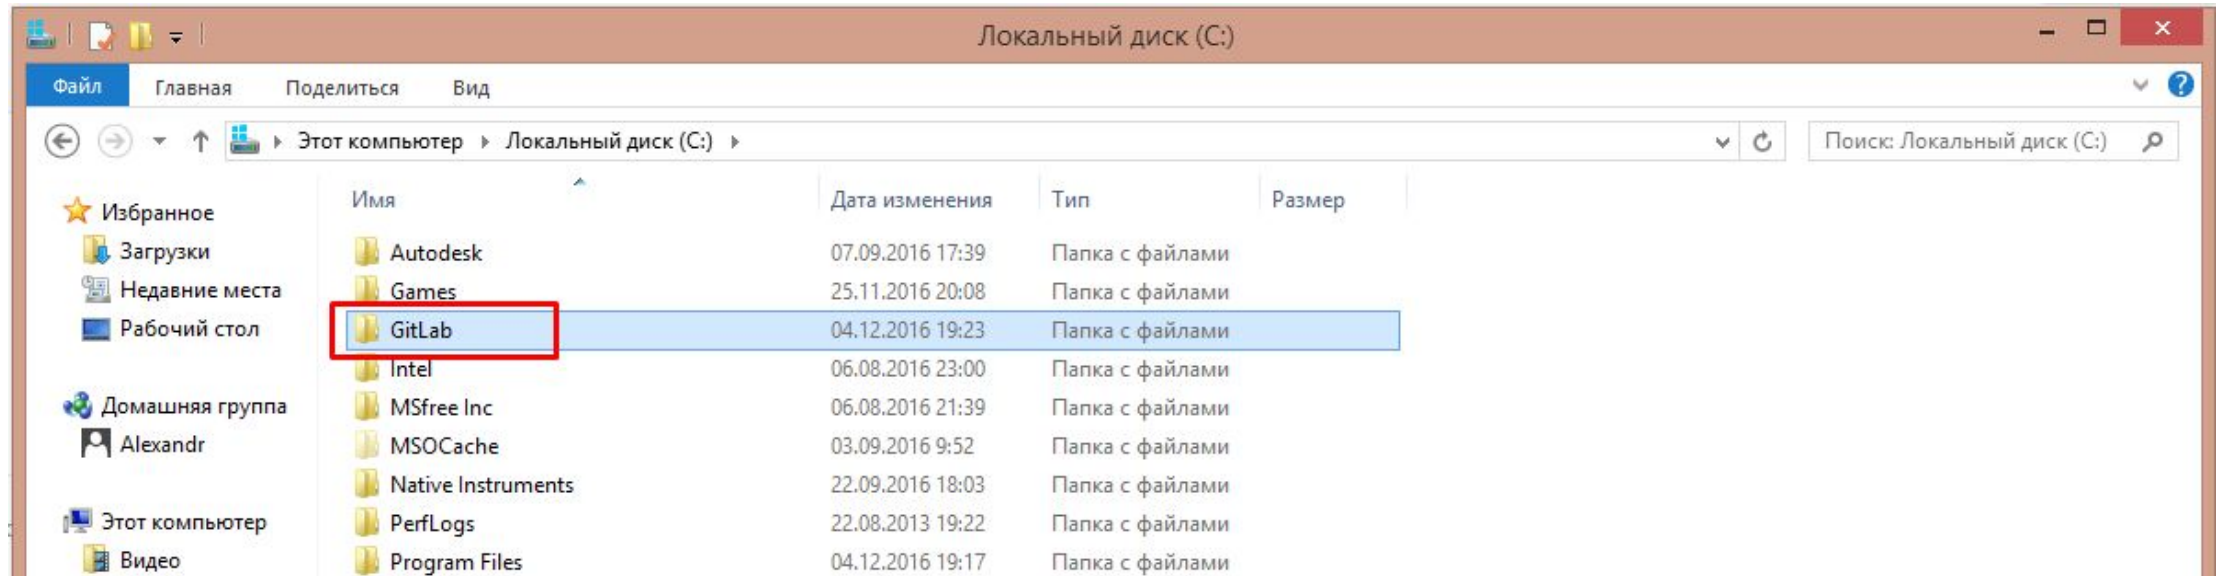 Локальный диск (C:)
Файл Главная Поделиться Вид
Этот компьютер Локальный диск (C:) Поиск: Локальный диск (C:)
Имя Дата изменения Тип Размер
Избранное
Загрузки Autodesk 07.09.2016 17:39 Папка с файлами
Недавние места Games 25.11.2016 20:08 Папка с файлами
Рабочий стол GitLab 04.12.2016 19:23 Папка с файлами
Intel 06.08.2016 23:00 Папка с файлами
Домашняя группа MSfree Inc 06.08.2016 21:39 Папка с файлами
Alexandr MSOCache 03.09.2016 9:52 Папка с файлами
Native Instruments 22.09.2016 18:03 Папка с файлами
Этот компьютер PerfLogs 22.08.2013 19:22 Папка с файлами
Видео Program Files 04.12.2016 19:17 Папка с файлами